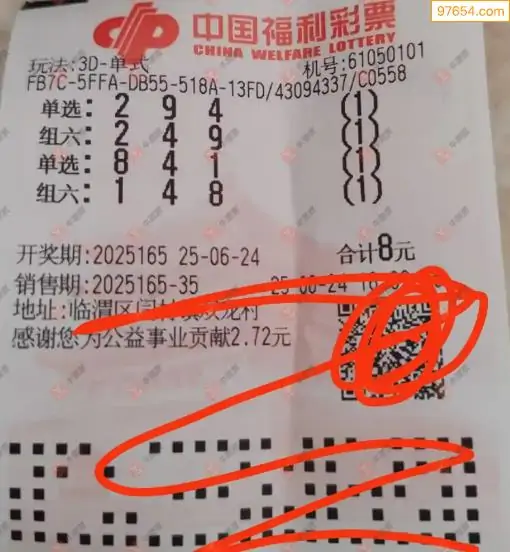 97654.com
中国福利彩票
CHINA WELFARE LOTTERY
玩法:3D-单式 机号:61050101
FB7C-5FFA-DB55-518A-13FD/43094337/C0558
单选: 2 9 4 (1)
组六: 2 4 9 (1)
单选: 8 4 1 (1)
组六: 1 4 8 (1)
开奖期:2025165 25-06-24 合计8元
销售期:2025165-35
地址:临渭区 龙村
感谢您为公益事业贡献2.72元